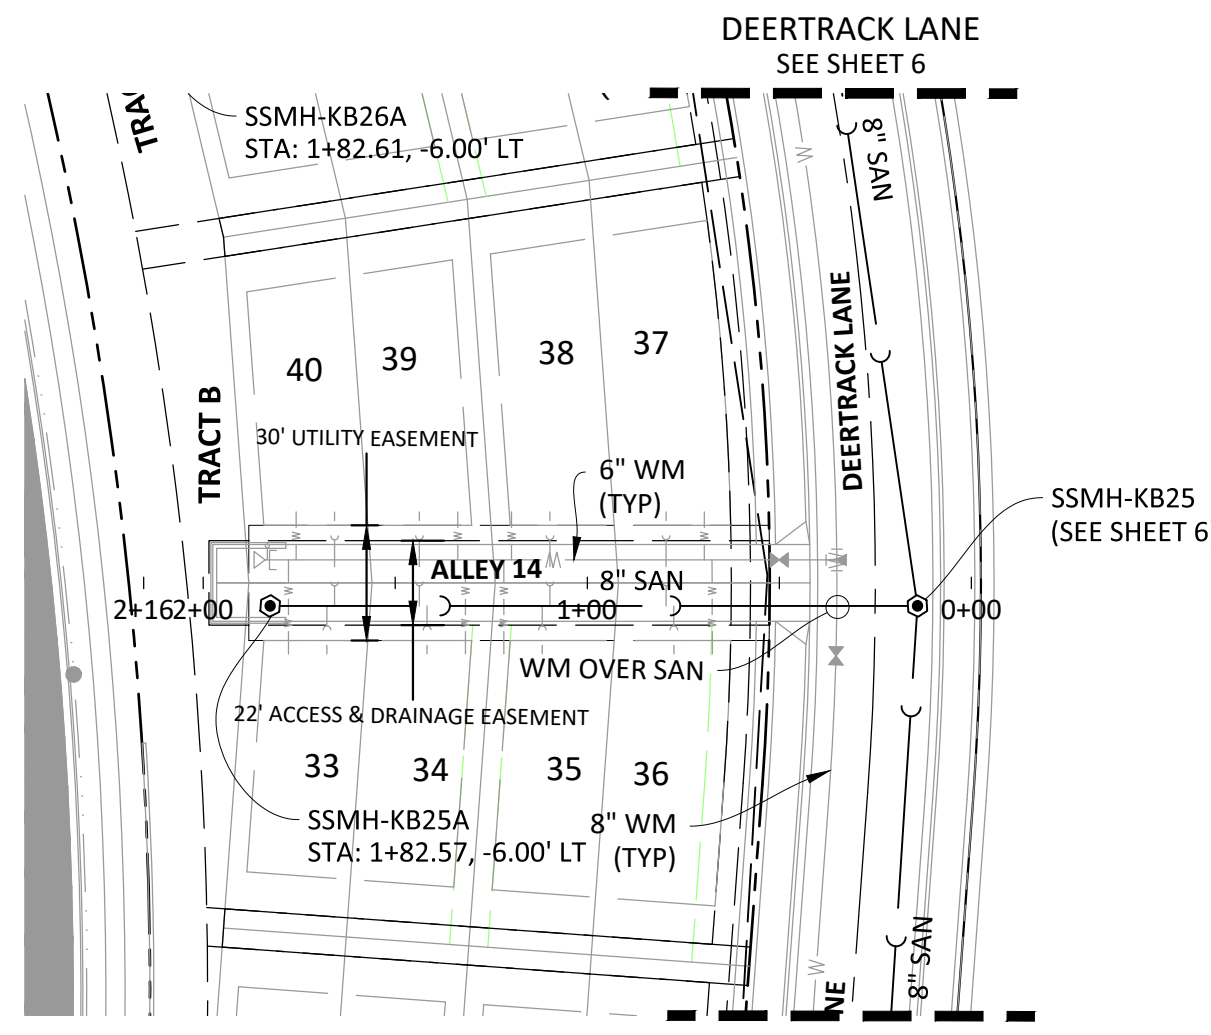 DEERTRACK LANE
SEE SHEET 6
TRA
SSMH-KB26A
STA: 1+82.61, -6.00' LT
8" SAN
W
DEERTRACK LANE
40
39
38
37
TRACT B
30' UTILITY EASEMENT
6" WM
(TYP)
SSMH-KB25
(SEE SHEET 6
ALLEY 14
8" SAN
2+16
2+00
1+00
0+00
WM OVER SAN
22' ACCESS & DRAINAGE EASEMENT
33
34
35
36
SSMH-KB25A
STA: 1+82.57, -6.00' LT
8" WM
(TYP)
W
8" SAN
NE